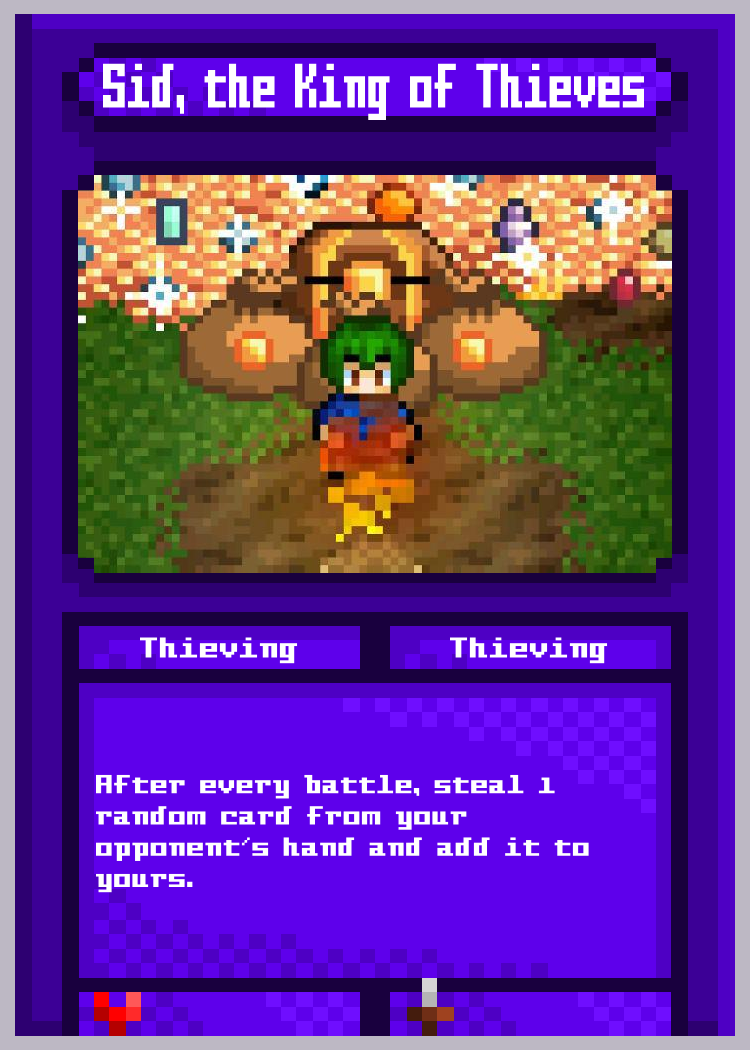 Sid, the King of Thieves
Thieving
Thieving
After every battle, steal 1
random card from your
opponent's hand and add it to
yours.